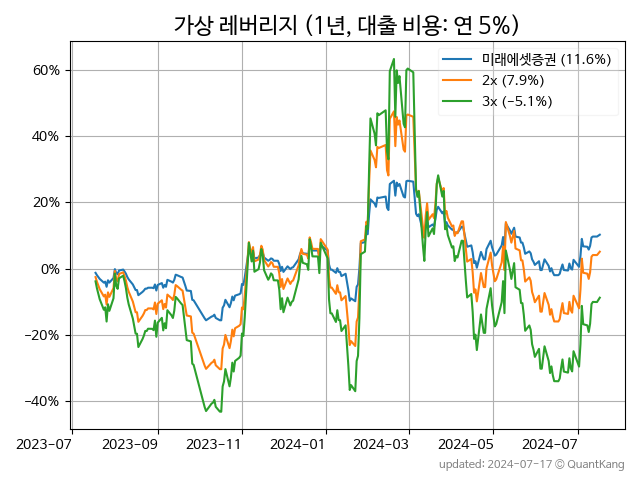 가상 레버리지 (1년, 대출 비용: 연 5%)
미래에셋증권 (11.6%)
2x (7.9%)
3x (−5.1%)
60%
40%
20%
0%
−20%
−40%
2023-07 2023-09 2023-11 2024-01 2024-03 2024-05 2024-07
updated: 2024-07-17 © QuantKang